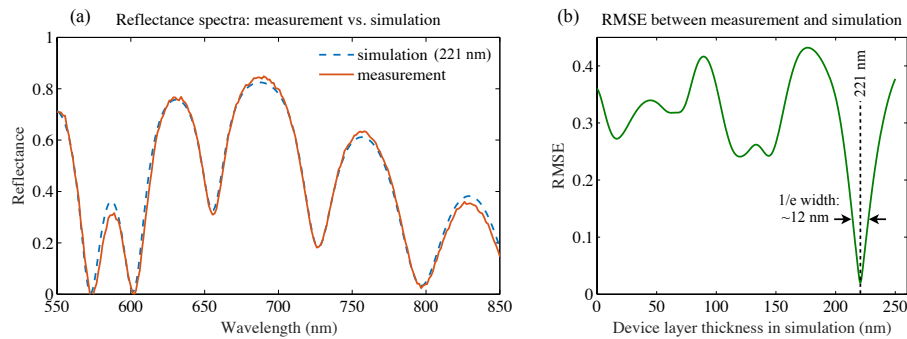 (a)
Reflectance spectra: measurement vs. simulation
1
0.8
0.6
0.4
0.2
0
Reflectance
simulation (221 nm)
measurement
550
600
650
700
750
800
850
Wavelength (nm)
(b)
RMSE between measurement and simulation
0.4
0.3
0.2
0.1
0
RMSE
221 nm
1/e width:
~12 nm
0
50
100
150
200
250
Device layer thickness in simulation (nm)